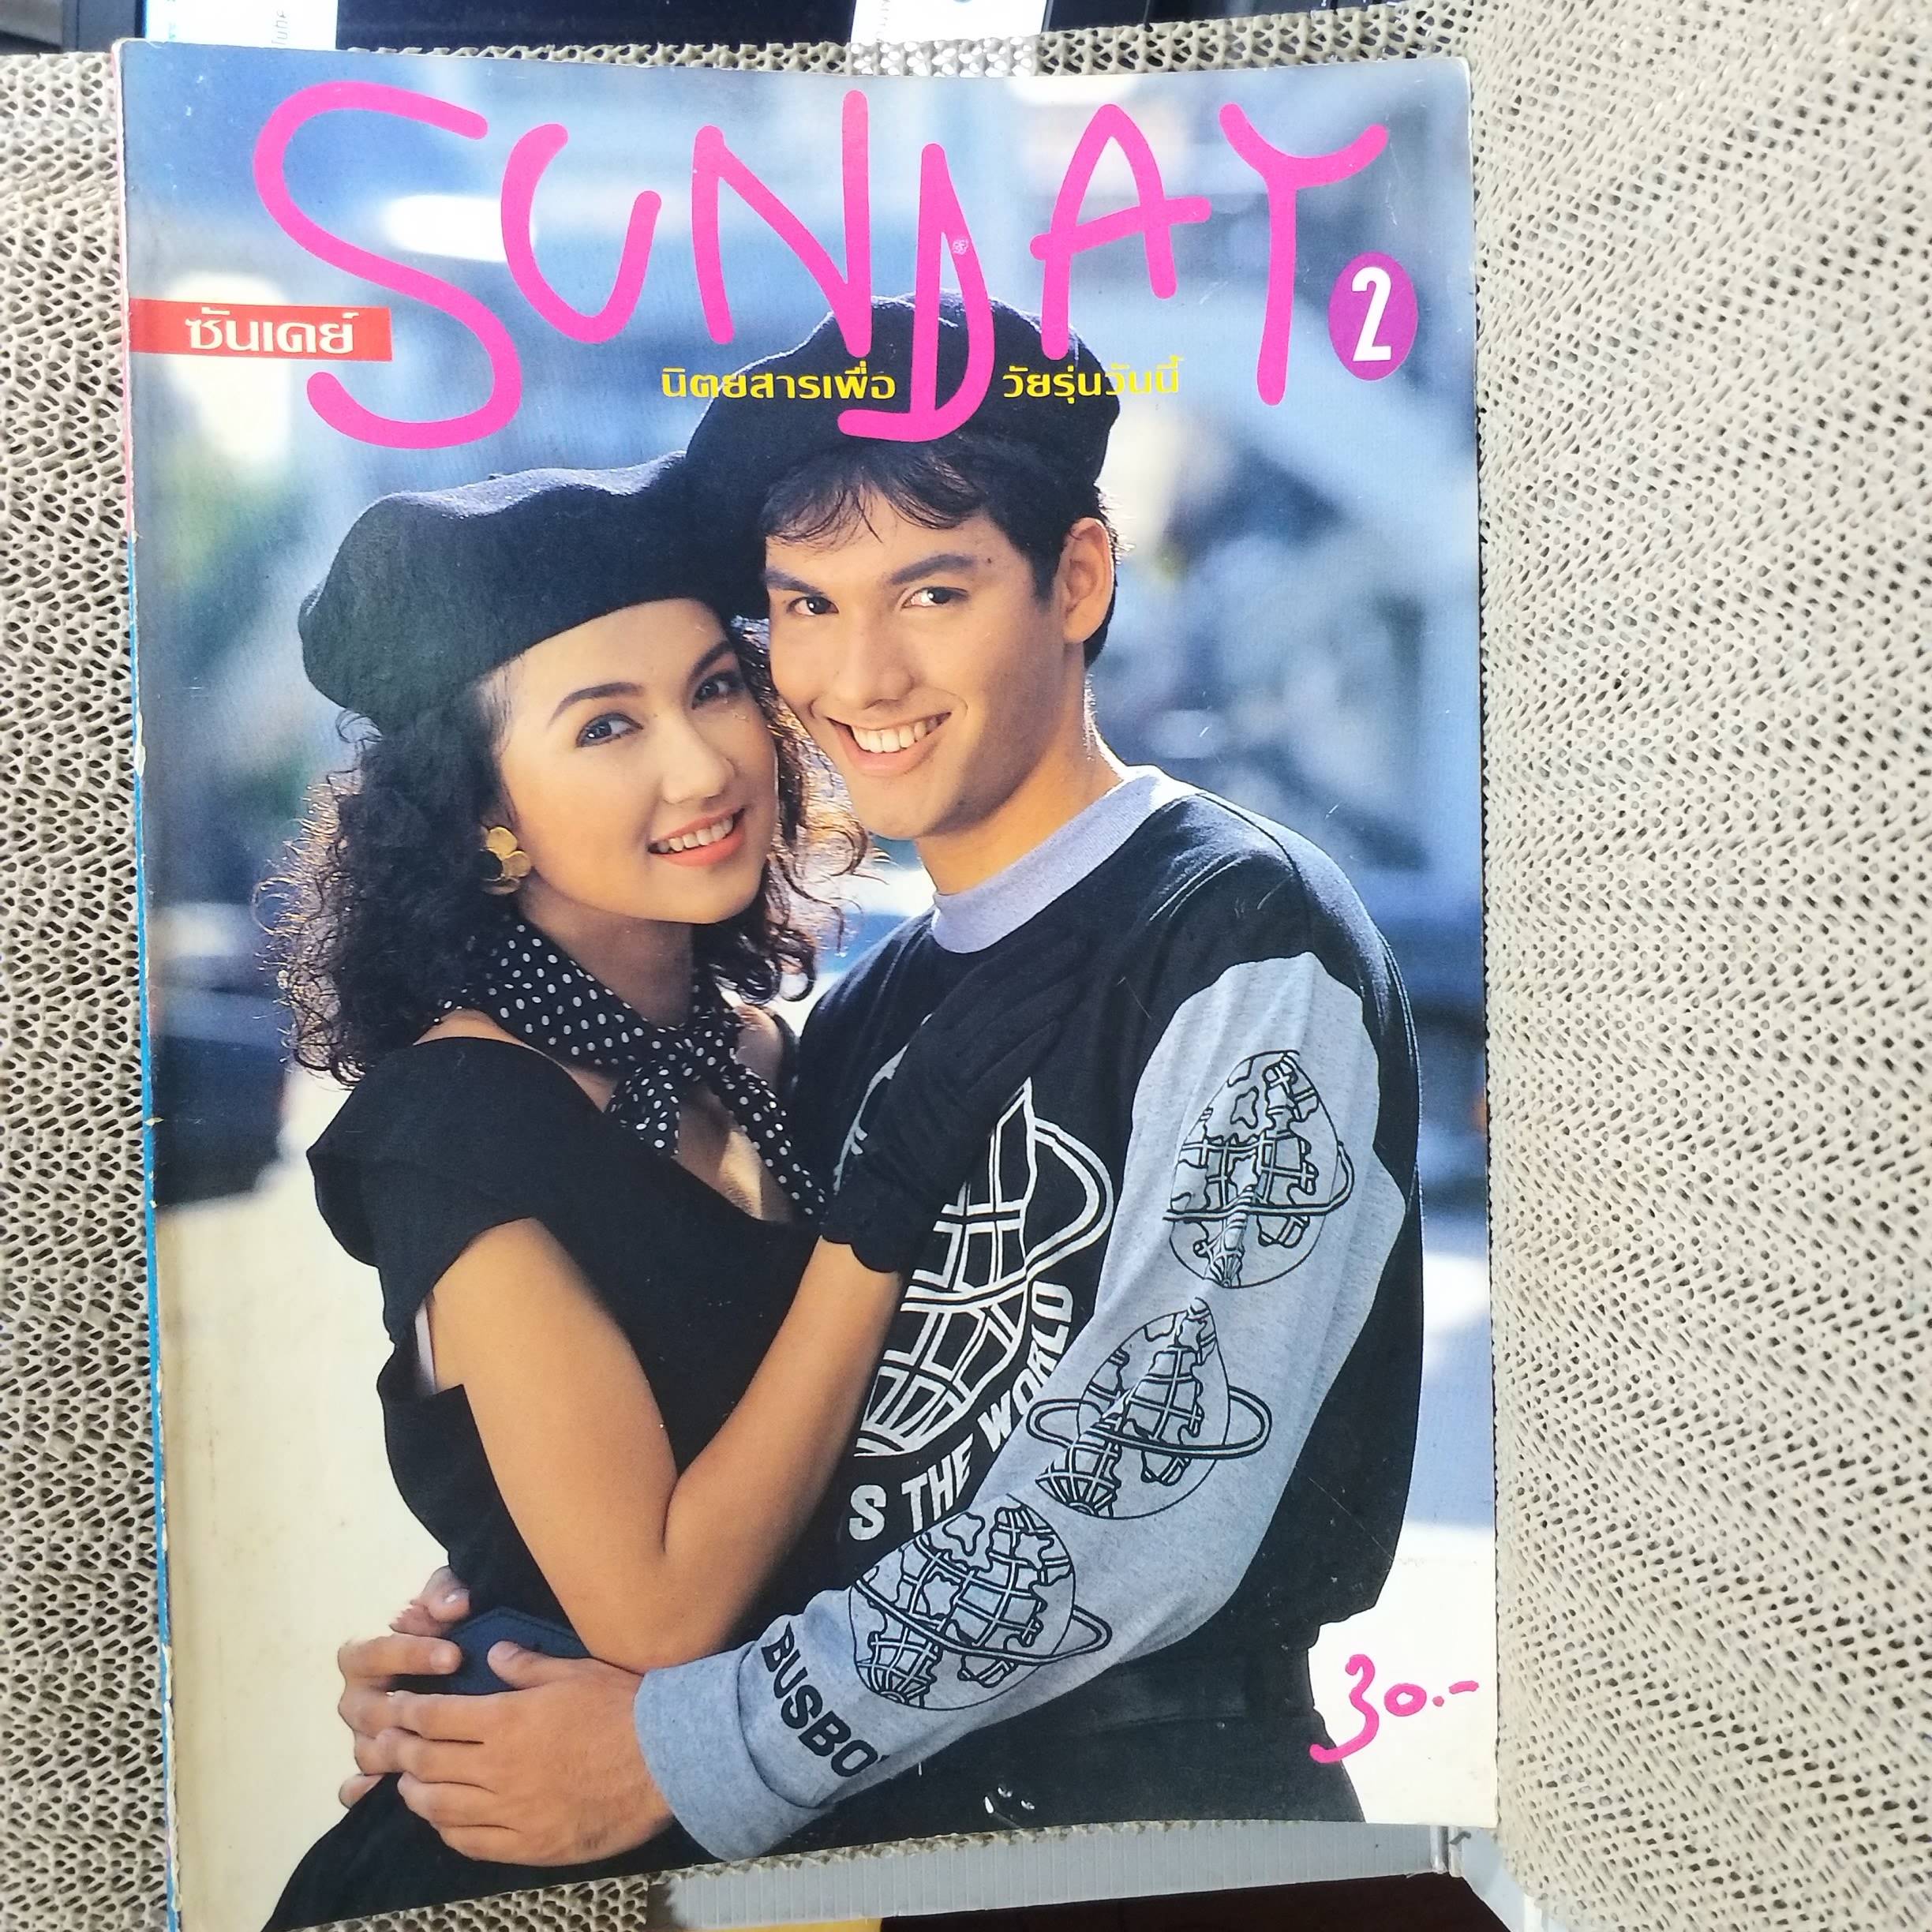 SUNDAY
2
ซันเดย์
นิตยสารเพื่อ วัยรุ่นวันนี้
S THE WORLD
BUSBO
30.-